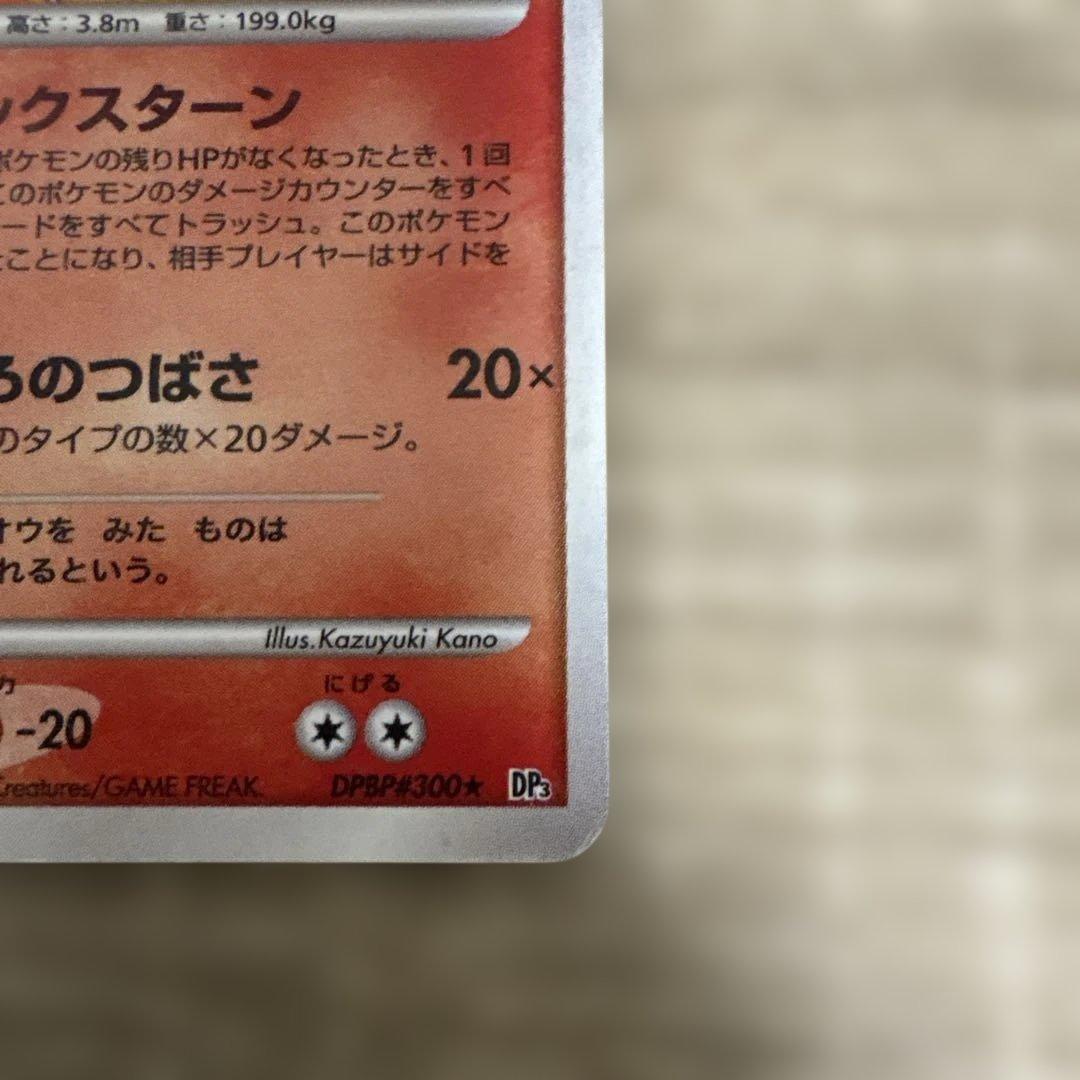 高さ：3.8m 重さ：199.0kg
ックスターン
ポケモンの残りHPがなくなったとき、1回
てのポケモンのダメージカウンターをすべ
ードをすべてトラッシュ。このポケモン
たことになり、相手プレイヤーはサイドを
ろのつばさ 20×
のタイプの数×20ダメージ。
オウを みた ものは
れるという。
Illus.Kazuyuki Kano
力 にげる
-20
Creatures/GAME FREAK. DPBP#300★ DP3